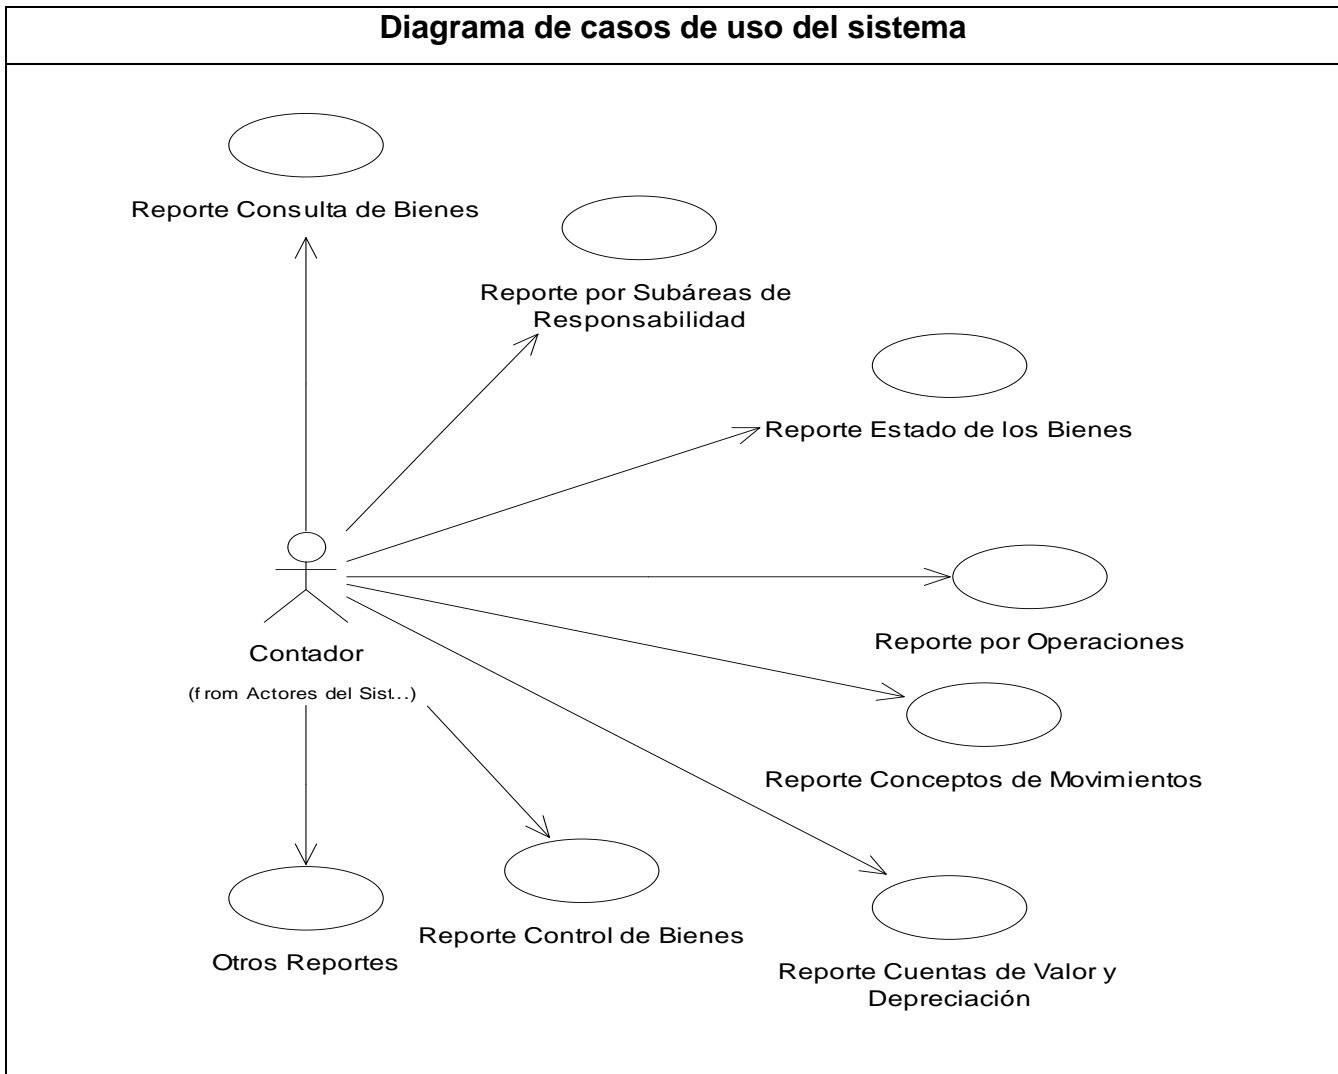 Diagrama de casos de uso del sistema
Reporte Consulta de Bienes
Reporte por Subáreas de
Responsabilidad
Reporte Estado de los Bienes
Reporte por Operaciones
Contador
(from Actores del Sist...)
Reporte Conceptos de Movimientos
Reporte Control de Bienes
Otros Reportes
Reporte Cuentas de Valor y
Depreciación